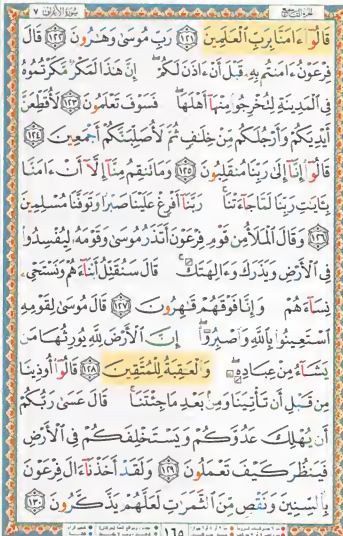 الجزء التاسع ٧ سورة الأعراف
قَالُوٓاْ ءَامَنَّا بِرَبِّ ٱلْعَٰلَمِينَ ١٢١ رَبِّ مُوسَىٰ وَهَٰرُونَ ١٢٢ قَالَ
فِرْعَوْنُ ءَامَنتُم بِهِۦ قَبْلَ أَنْ ءَاذَنَ لَكُمْ ۖ إِنَّ هَٰذَا لَمَكْرٌ مَّكَرْتُمُوهُ
فِى ٱلْمَدِينَةِ لِتُخْرِجُواْ مِنْهَآ أَهْلَهَا ۖ فَسَوْفَ تَعْلَمُونَ ١٢٣ لَأُقَطِّعَنَّ
أَيْدِيَكُمْ وَأَرْجُلَكُم مِّنْ خِلَٰفٍ ثُمَّ لَأُصَلِّبَنَّكُمْ أَجْمَعِينَ ١٢٤
قَالُوٓاْ إِنَّآ إِلَىٰ رَبِّنَا مُنقَلِبُونَ ١٢٥ وَمَا تَنقِمُ مِنَّآ إِلَّآ أَنْ ءَامَنَّا
بِـَٔايَٰتِ رَبِّنَا لَمَّا جَآءَتْنَا ۚ رَبَّنَآ أَفْرِغْ عَلَيْنَا صَبْرًا وَتَوَفَّنَا مُسْلِمِينَ
١٢٦ وَقَالَ ٱلْمَلَأُ مِن قَوْمِ فِرْعَوْنَ أَتَذَرُ مُوسَىٰ وَقَوْمَهُۥ لِيُفْسِدُواْ
فِى ٱلْأَرْضِ وَيَذَرَكَ وَءَالِهَتَكَ ۚ قَالَ سَنُقَتِّلُ أَبْنَآءَهُمْ وَنَسْتَحْىِۦ
نِسَآءَهُمْ وَإِنَّا فَوْقَهُمْ قَٰهِرُونَ ١٢٧ قَالَ مُوسَىٰ لِقَوْمِهِ
ٱسْتَعِينُواْ بِٱللَّهِ وَٱصْبِرُوٓاْ ۖ إِنَّ ٱلْأَرْضَ لِلَّهِ يُورِثُهَا مَن
يَشَآءُ مِنْ عِبَادِهِۦ ۖ وَٱلْعَٰقِبَةُ لِلْمُتَّقِينَ ١٢٨ قَالُوٓاْ أُوذِينَا
مِن قَبْلِ أَن تَأْتِيَنَا وَمِنۢ بَعْدِ مَا جِئْتَنَا ۚ قَالَ عَسَىٰ رَبُّكُمْ
أَن يُهْلِكَ عَدُوَّكُمْ وَيَسْتَخْلِفَكُمْ فِى ٱلْأَرْضِ
فَيَنظُرَ كَيْفَ تَعْمَلُونَ ١٢٩ وَلَقَدْ أَخَذْنَآ ءَالَ فِرْعَوْنَ
بِٱلسِّنِينَ وَنَقْصٍ مِّنَ ٱلثَّمَرَٰتِ لَعَلَّهُمْ يَذَّكَّرُونَ ١٣٠
١٦٥